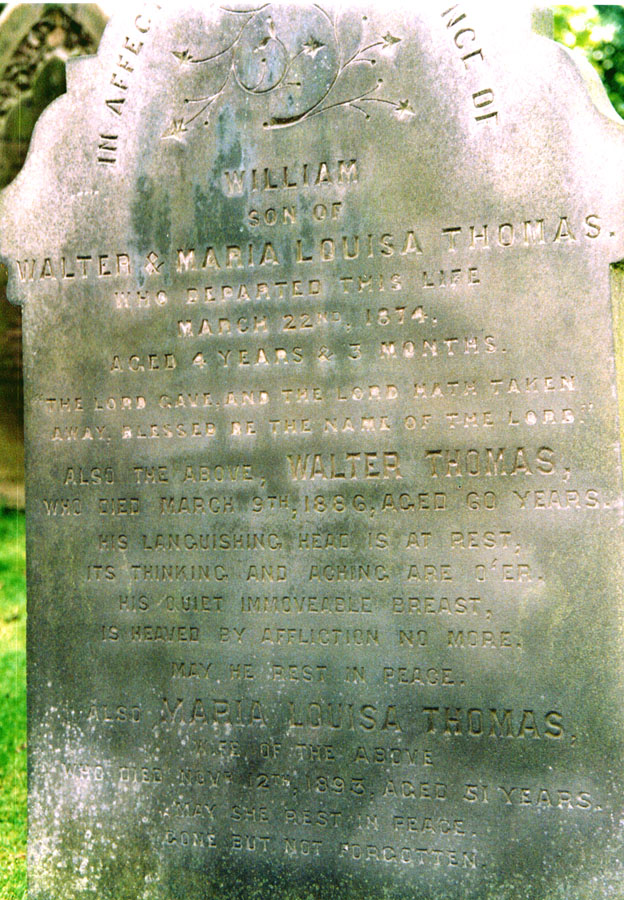 IN AFFEC
NCE OF
WILLIAM
SON OF
WALTER & MARIA LOUISA THOMAS.
WHO DEPARTED THIS LIFE
MARCH 22ND, 1874,
AGED 4 YEARS & 3 MONTHS.
"THE LORD GAVE, AND THE LORD HATH TAKEN
AWAY, BLESSED BE THE NAME OF THE LORD."
ALSO THE ABOVE, WALTER THOMAS,
WHO DIED MARCH 9TH, 1886, AGED 60 YEARS.
HIS LANGUISHING HEAD IS AT REST,
ITS THINKING AND ACHING ARE O'ER.
HIS QUIET IMMOVEABLE BREAST,
IS HEAVED BY AFFLICTION NO MORE.
MAY HE REST IN PEACE.
ALSO MARIA LOUISA THOMAS,
WIFE OF THE ABOVE
WHO DIED NOVR 12TH, 1893, AGED 51 YEARS.
MAY SHE REST IN PEACE.
GONE BUT NOT FORGOTTEN.